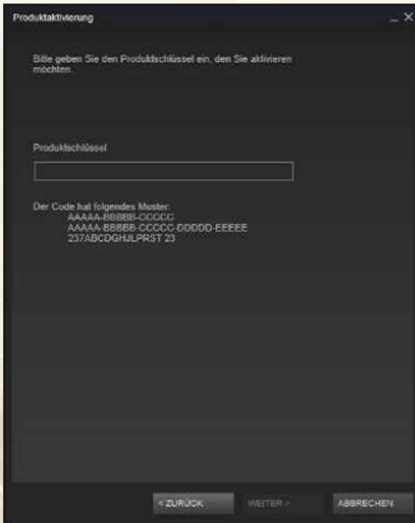 Produktaktivierung
Bitte geben Sie den Produktschlüssel ein, den Sie aktivieren
möchten.
Produktschlüssel
Der Code hat folgendes Muster:
AAAAA-BBBBB-CCCCC
AAAAA-BBBBB-CCCCC-DDDDD-EEEEE
237ABCDGHJLPRST 23
< ZURÜCK WEITER > ABBRECHEN